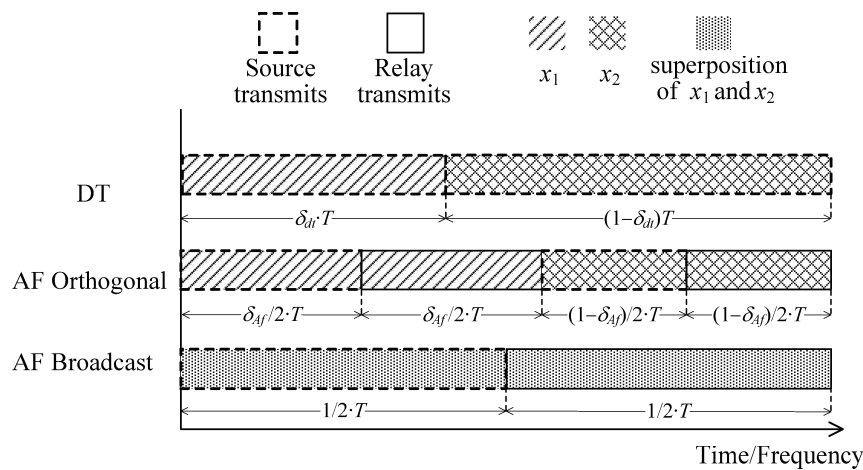 Source
transmits
Relay
transmits
x₁
x₂
superposition
of x₁ and x₂
DT
δdt·T
(1−δdt)T
AF Orthogonal
δAf/2·T
δAf/2·T
(1−δAf)/2·T
(1−δAf)/2·T
AF Broadcast
1/2·T
1/2·T
Time/Frequency